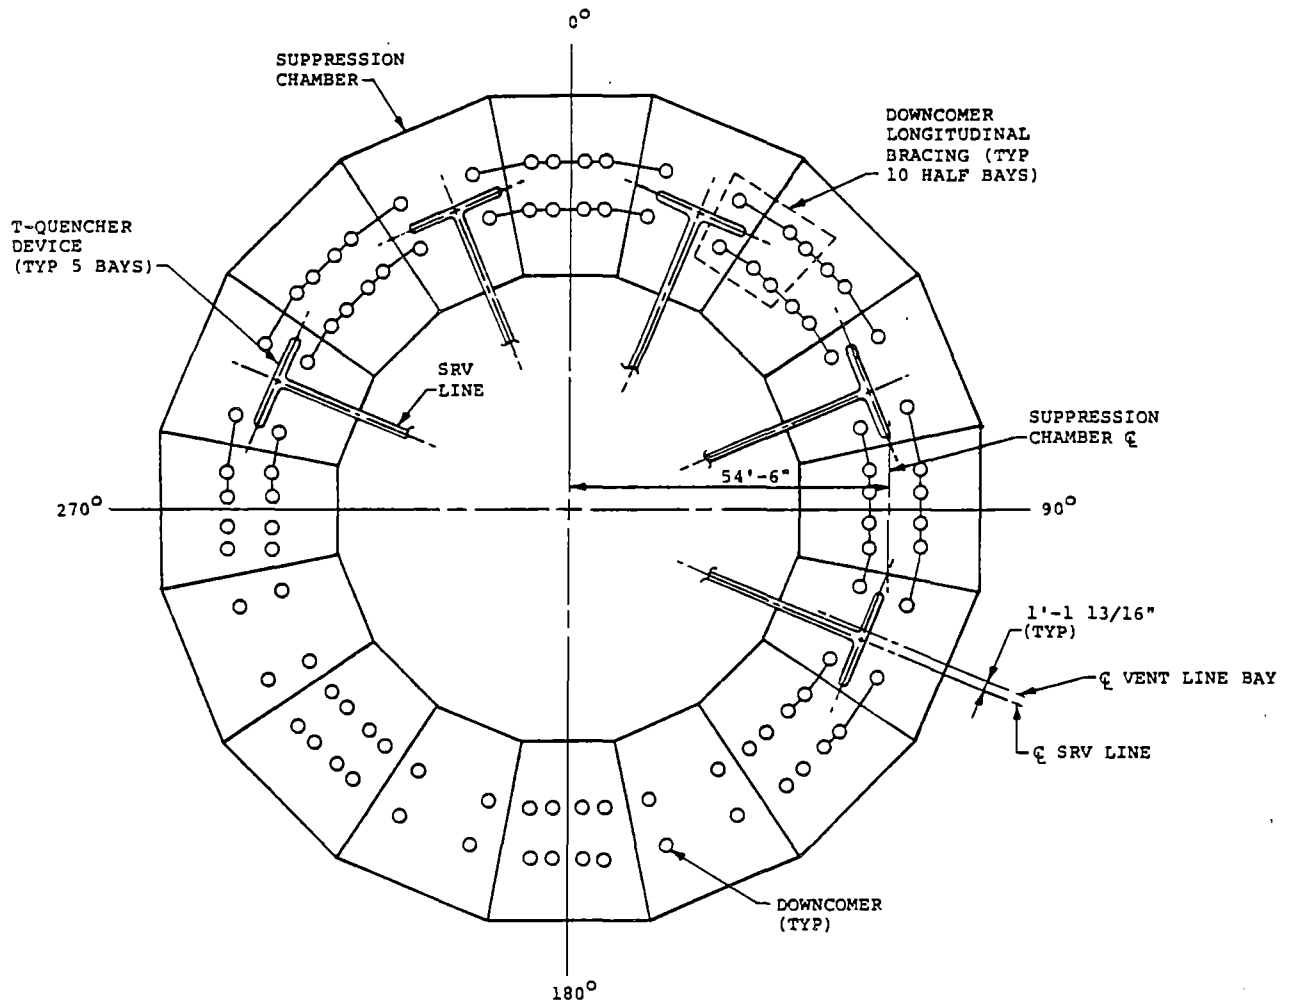 0°
SUPPRESSION
CHAMBER
DOWNCOMER
LONGITUDINAL
BRACING (TYP
10 HALF BAYS)
T-QUENCHER
DEVICE
(TYP 5 BAYS)
SRV
LINE
SUPPRESSION
CHAMBER ℄
54'-6"
270°
90°
1'-1 13/16"
(TYP)
℄ VENT LINE BAY
℄ SRV LINE
DOWNCOMER
(TYP)
180°